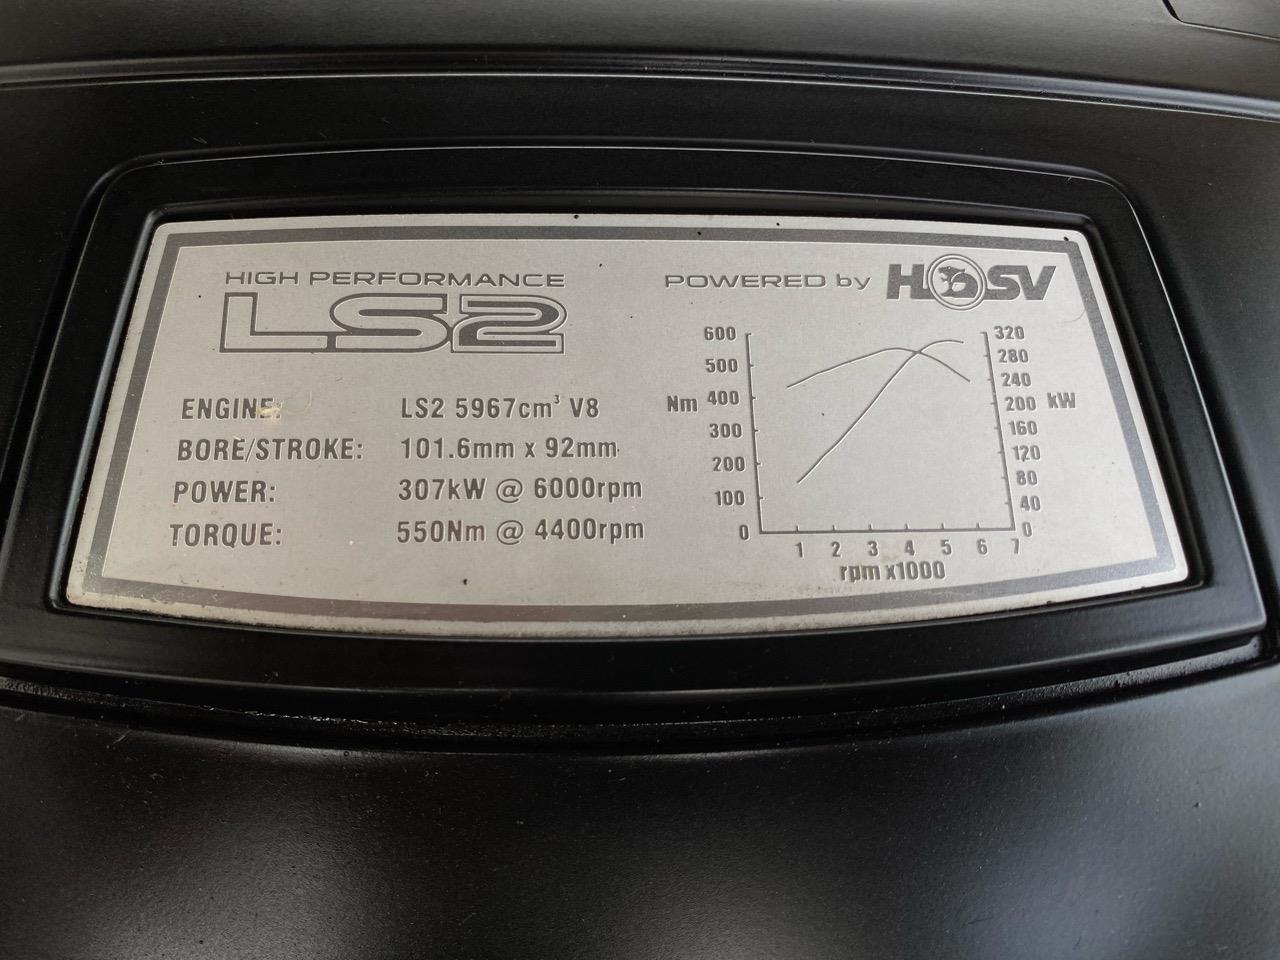 HIGH PERFORMANCE
LS2
ENGINE: LS2 5967cm³ V8
BORE/STROKE: 101.6mm x 92mm
POWER: 307kW @ 6000rpm
TORQUE: 550Nm @ 4400rpm
POWERED by HSV
600
500
Nm 400
300
200
100
0
320
280
240
200 kW
160
120
80
40
0
1 2 3 4 5 6 7
rpm x1000